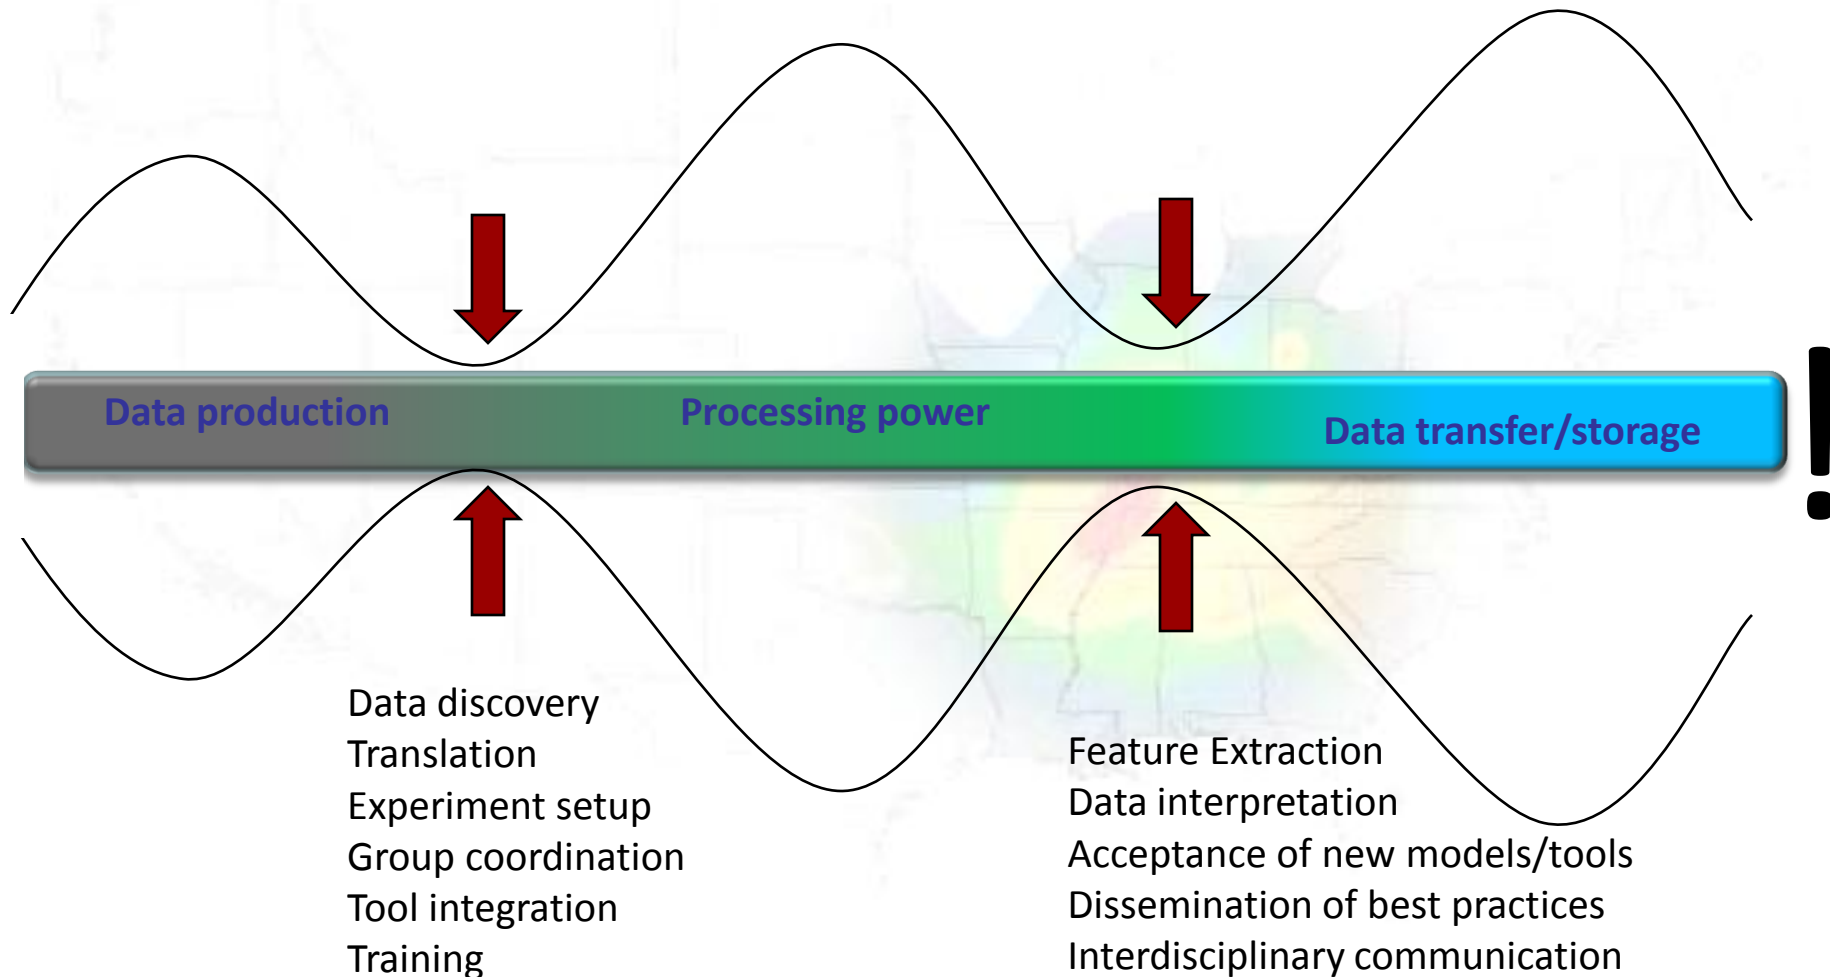 Data production
Processing power
Data transfer/storage
!
Data discovery
Translation
Experiment setup
Group coordination
Tool integration
Training
Feature Extraction
Data interpretation
Acceptance of new models/tools
Dissemination of best practices
Interdisciplinary communication